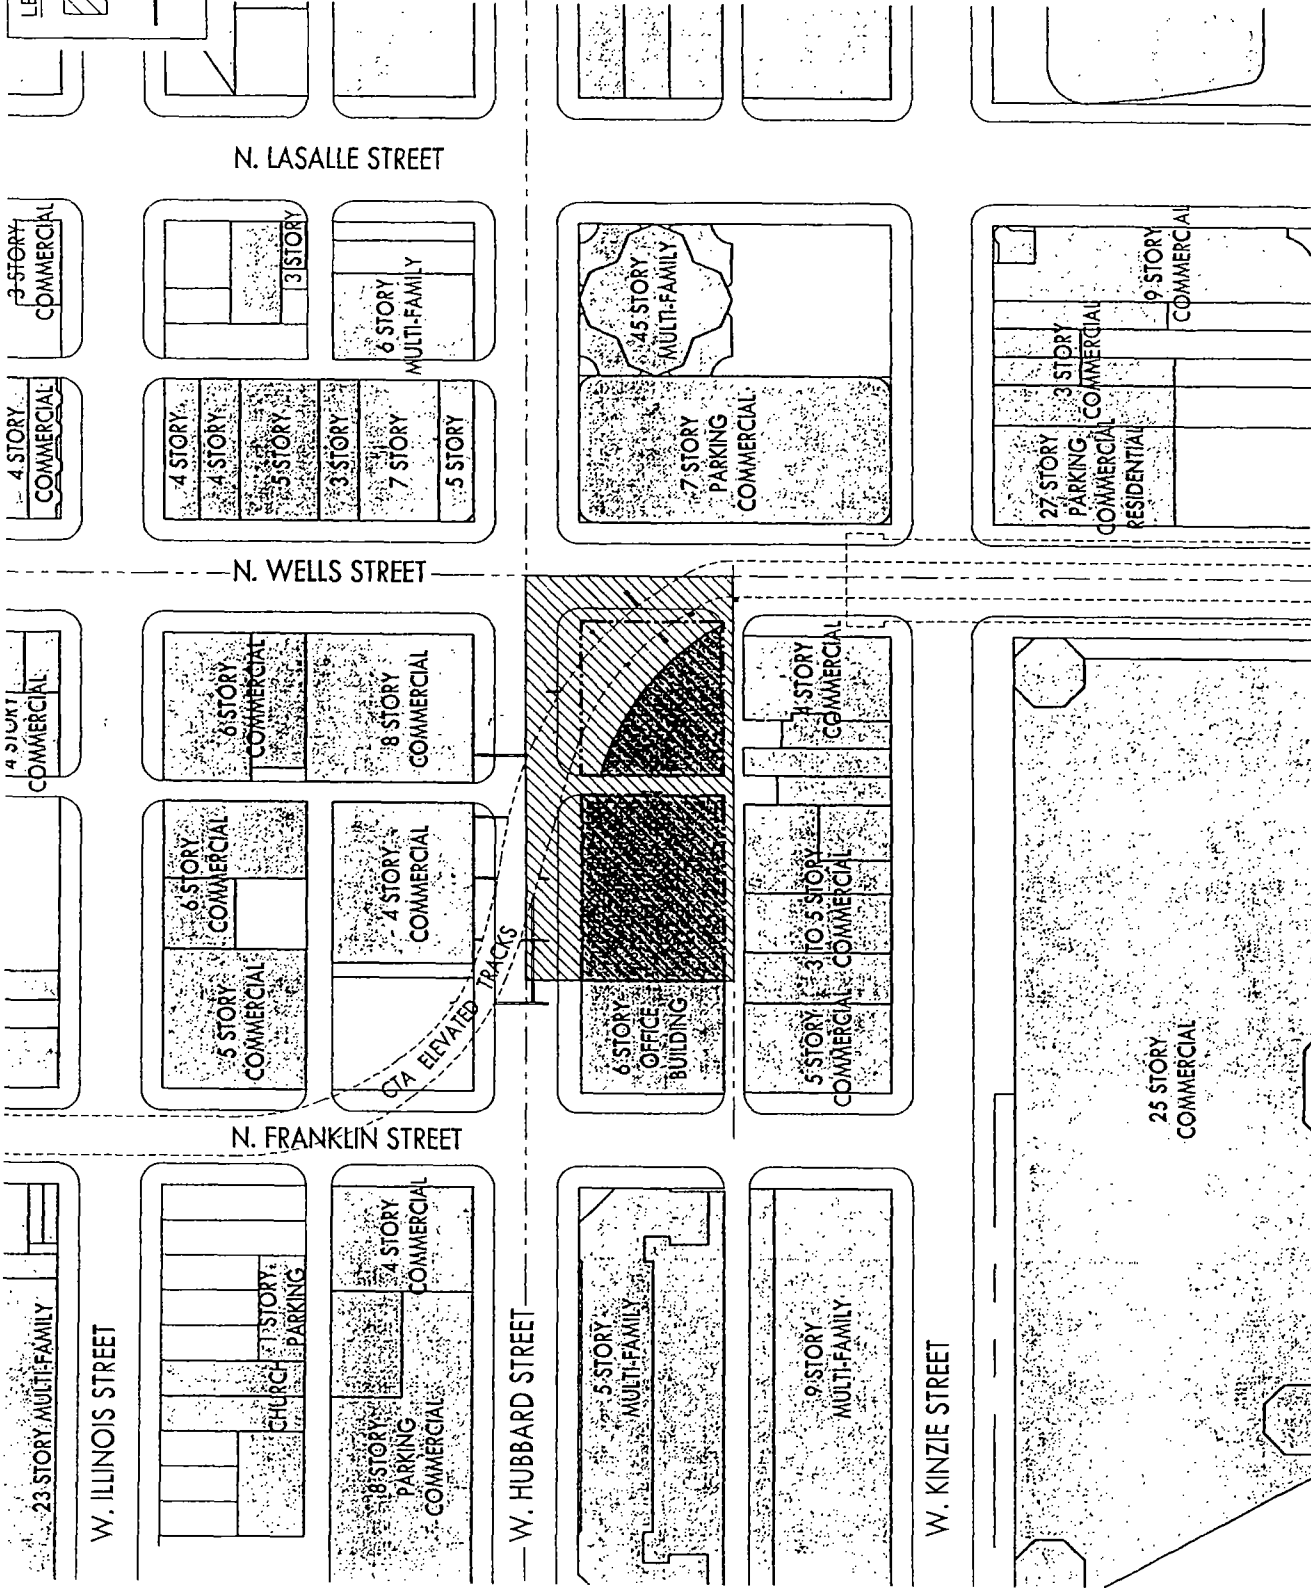 LE
N. LASALLE STREET
3 STORY
COMMERCIAL
3 STORY
6 STORY
MULTI-FAMILY
45 STORY
MULTI-FAMILY
9 STORY
COMMERCIAL
4 STORY
COMMERCIAL
4 STORY
4 STORY
5 STORY
3 STORY
7 STORY
5 STORY
7 STORY
PARKING
COMMERCIAL
3 STORY
COMMERCIAL
27 STORY
PARKING
COMMERCIAL
RESIDENTIAL
N. WELLS STREET
4 STORY
COMMERCIAL
6 STORY
COMMERCIAL
8 STORY
COMMERCIAL
4 STORY
COMMERCIAL
6 STORY
COMMERCIAL
4 STORY
COMMERCIAL
3 TO 5 STORY
COMMERCIAL
5 STORY
COMMERCIAL
CTA ELEVATED TRACKS
6 STORY
OFFICE
BUILDING
5 STORY
COMMERCIAL
25 STORY
COMMERCIAL
N. FRANKLIN STREET
4 STORY
COMMERCIAL
1 STORY
PARKING
CHURCH
8 STORY
PARKING
COMMERCIAL
5 STORY
MULTI-FAMILY
9 STORY
MULTI-FAMILY
23 STORY MULTI-FAMILY
W. ILLINOIS STREET
W. HUBBARD STREET
W. KINZIE STREET